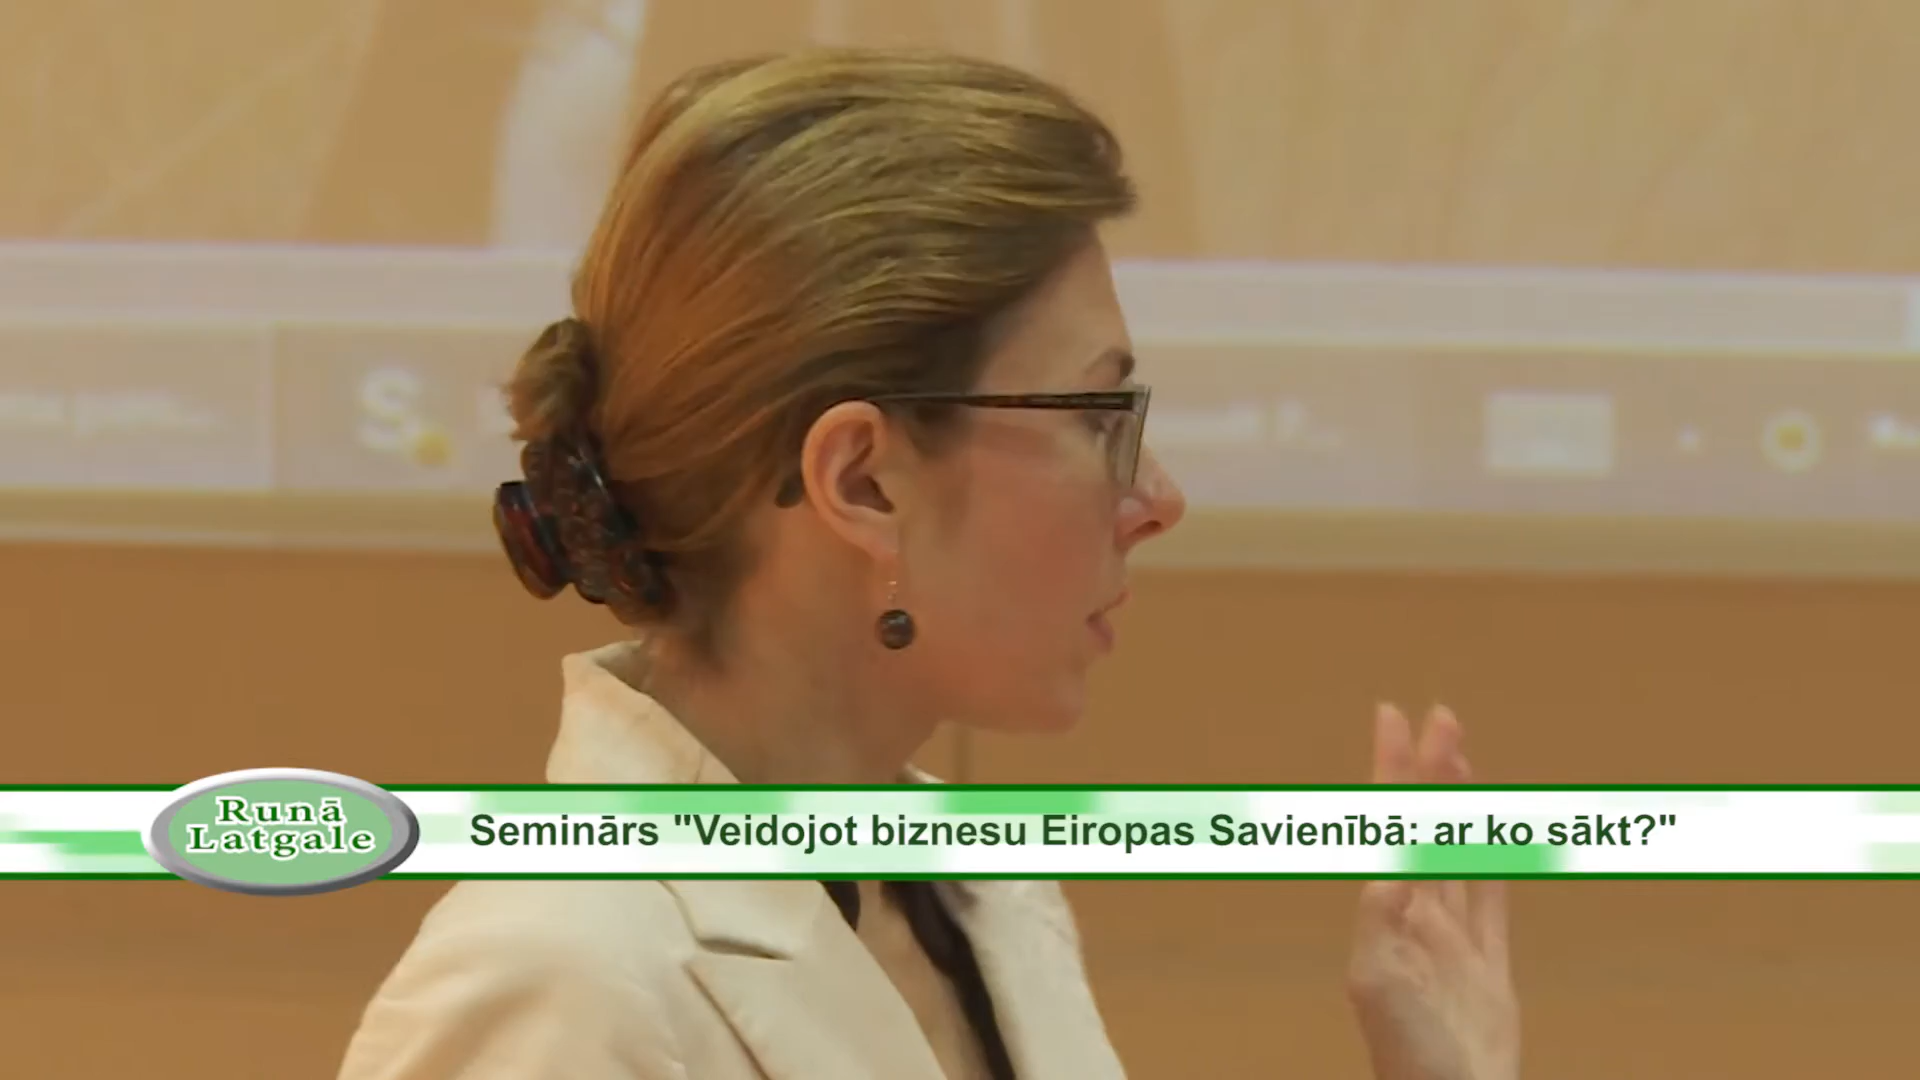 Runā
Latgale
Seminārs "Veidojot biznesu Eiropas Savienībā: ar ko sākt?"